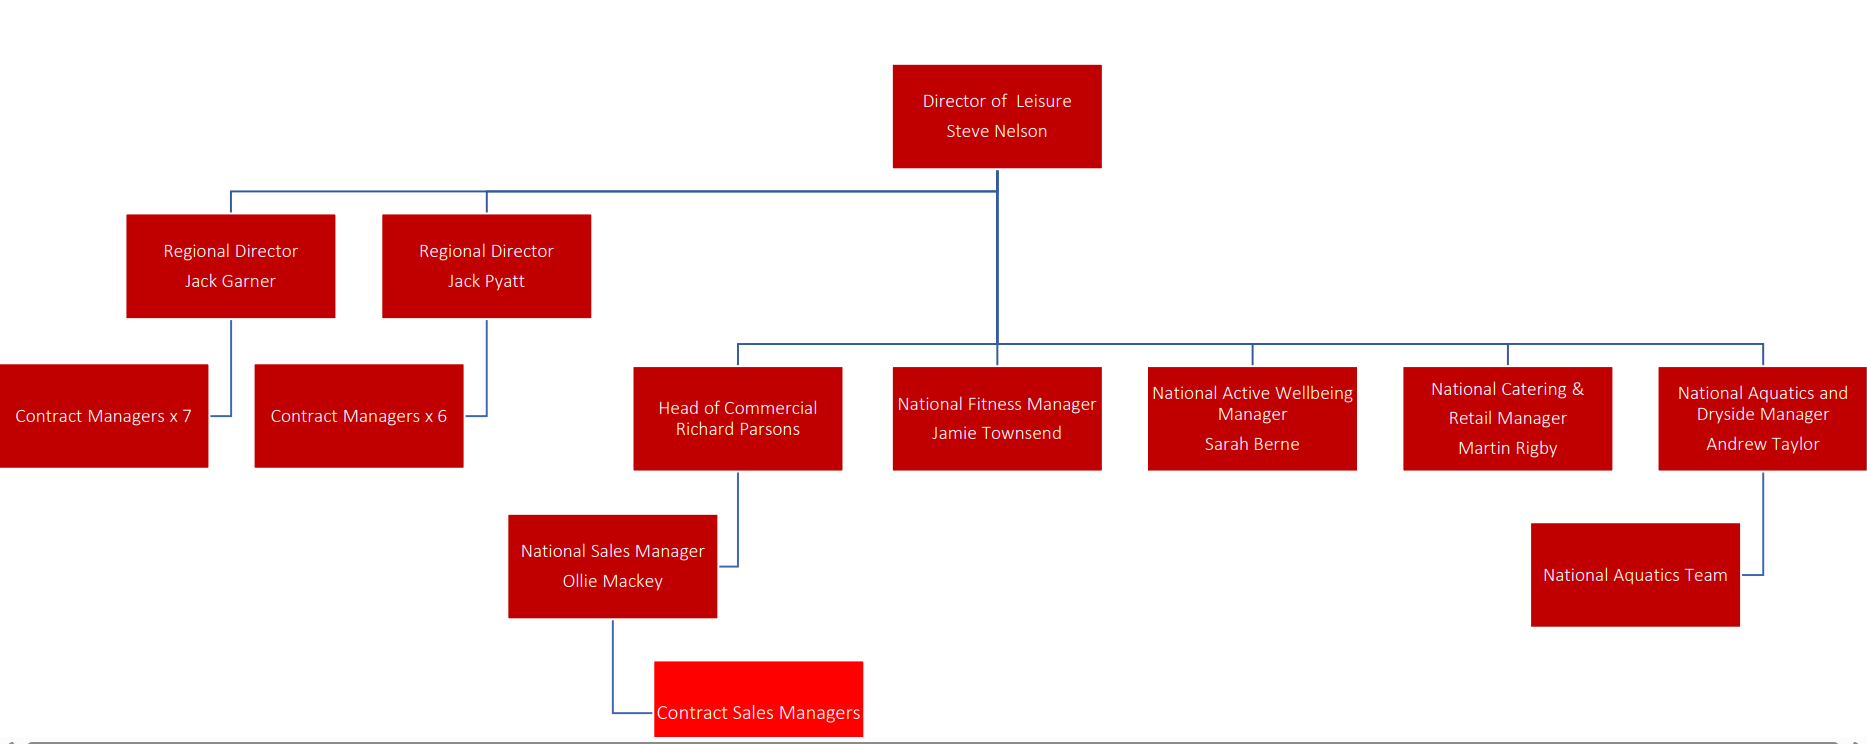 Director of  Leisure
Steve Nelson
Regional Director
Jack Garner
Regional Director
Jack Pyatt
Contract Managers x 7
Contract Managers x 6
Head of Commercial
Richard Parsons
National Fitness Manager
Jamie Townsend
National Active Wellbeing
Manager
Sarah Berne
National Catering &
Retail Manager
Martin Rigby
National Aquatics and
Dryside Manager
Andrew Taylor
National Sales Manager
Ollie Mackey
National Aquatics Team
Contract Sales Managers